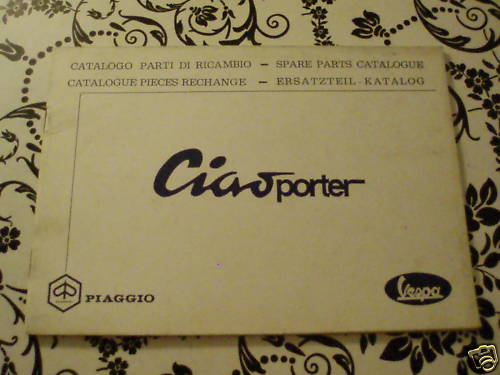 CATALOGO PARTI DI RICAMBIO – SPARE PARTS CATALOGUE
CATALOGUE PIECES RECHANGE – ERSATZTEIL-KATALOG
Ciao porter
PIAGGIO
Vespa